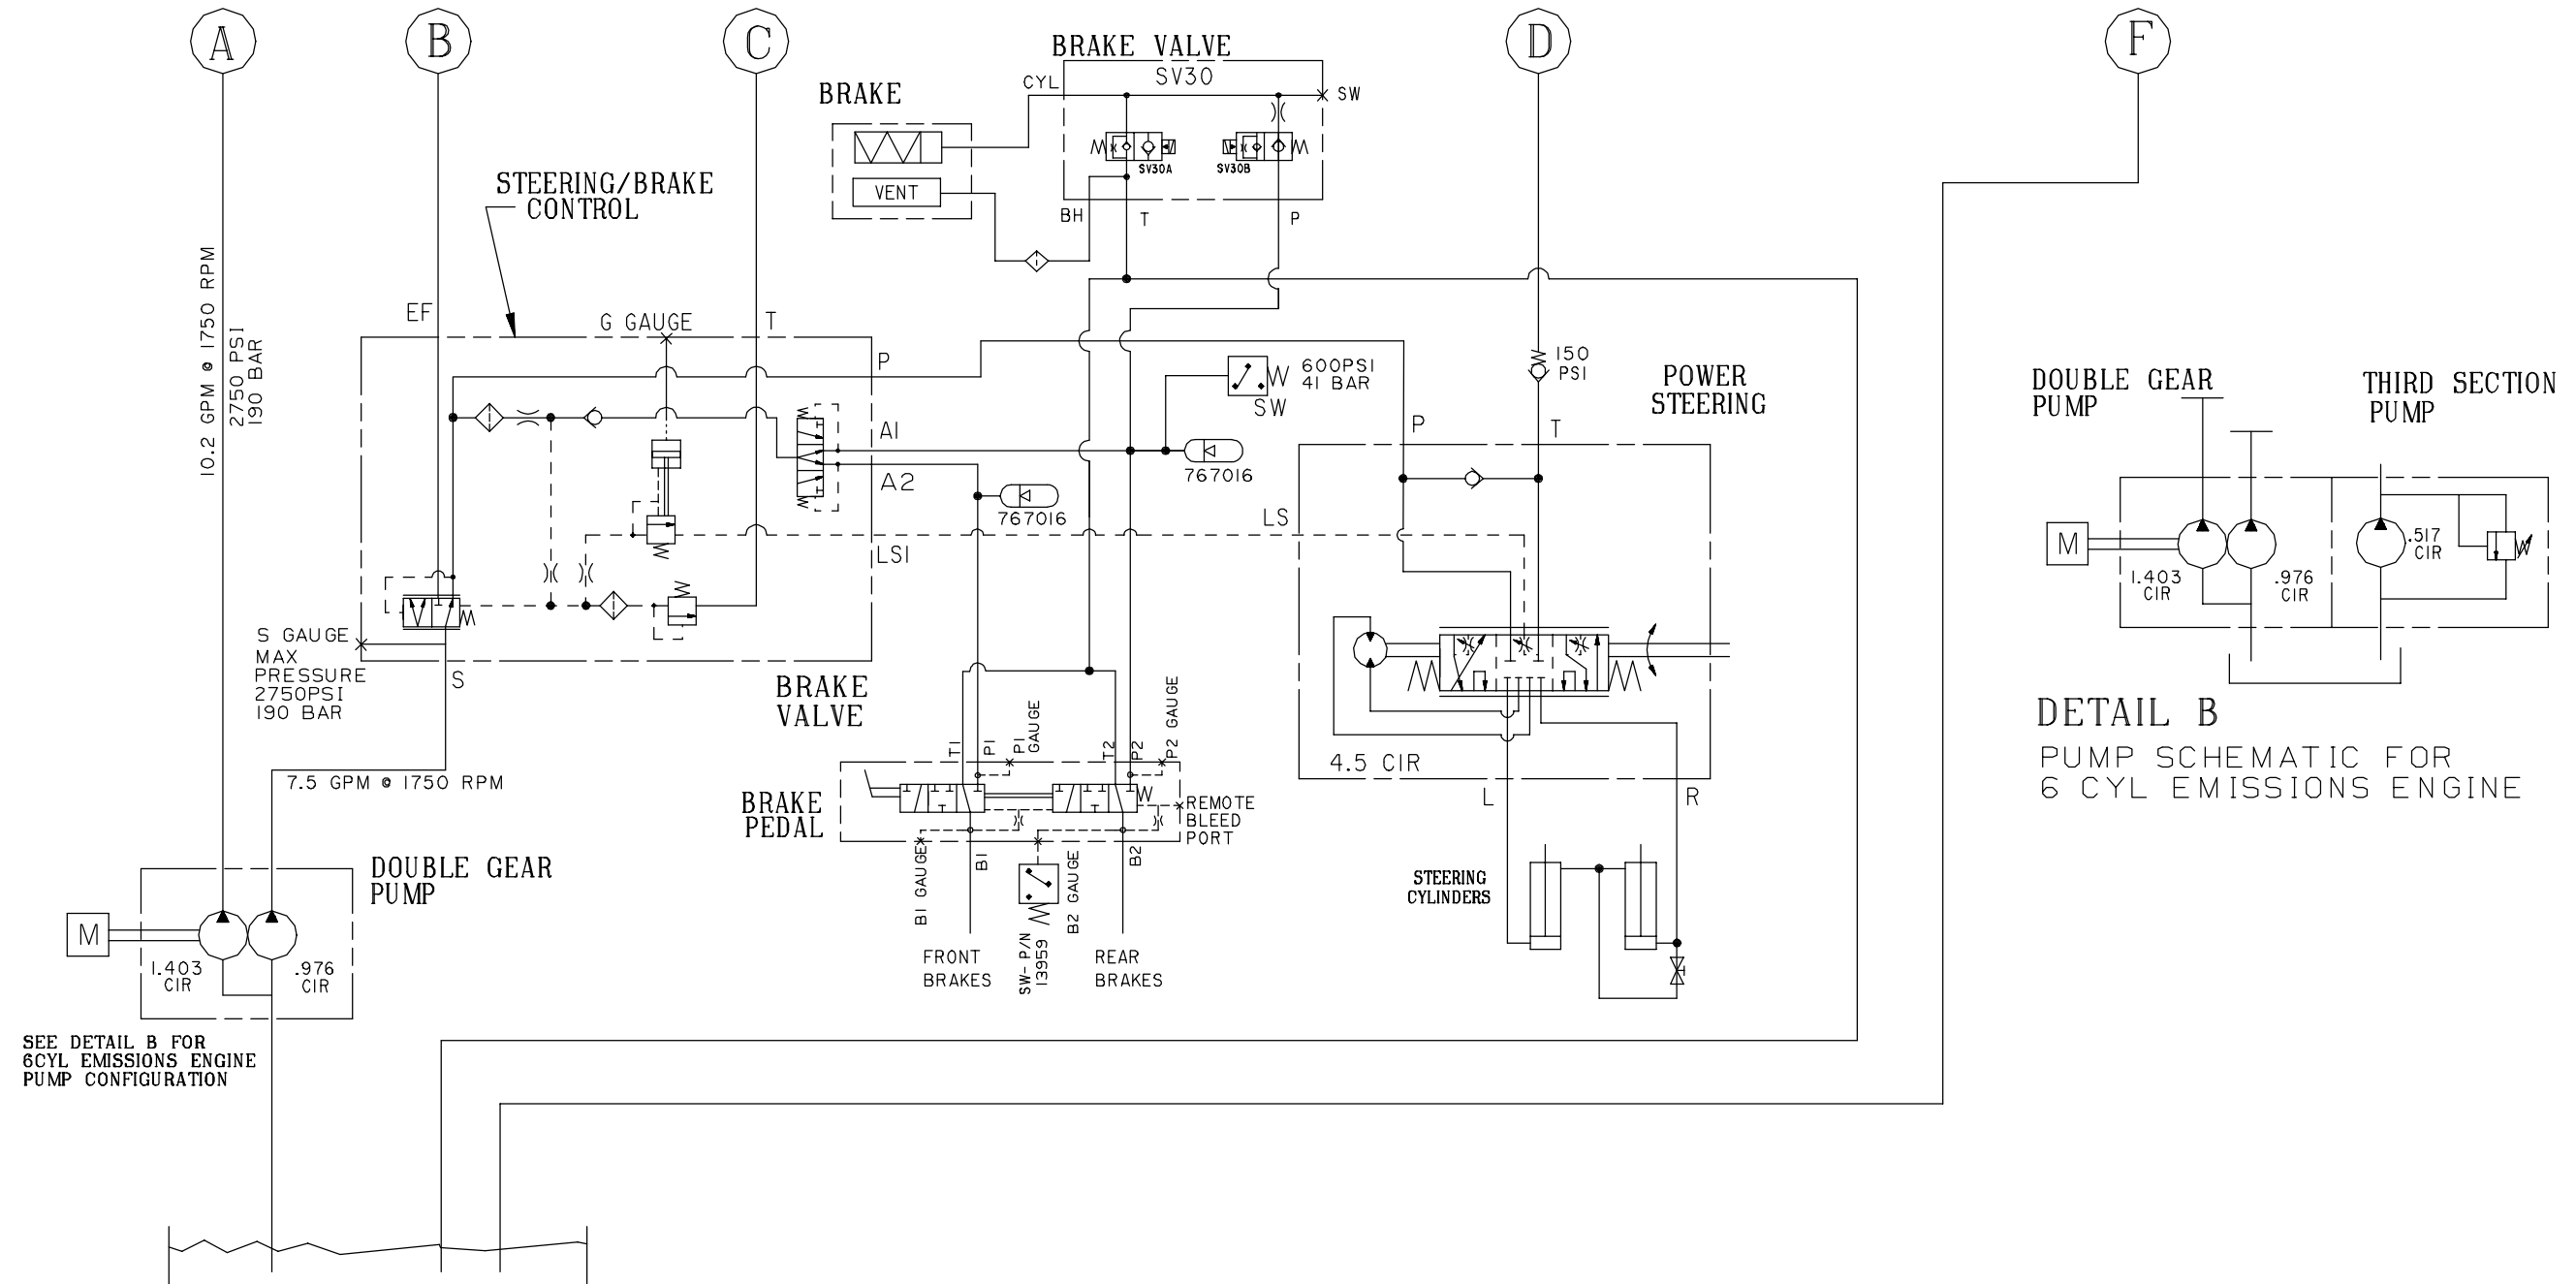 A
B
C
D
F
BRAKE VALVE
SV30
CYL
SW
BRAKE
VENT
SV30A
SV30B
BH
T
P
STEERING/BRAKE
CONTROL
10.2 GPM @ 1750 RPM
2750 PSI
190 BAR
EF
G GAUGE
T
P
600PSI
41 BAR
SW
150
PSI
POWER
STEERING
DOUBLE GEAR
PUMP
THIRD SECTION
PUMP
A1
A2
767016
767016
P
T
LS
LS1
M
1.403
CIR
.976
CIR
.517
CIR
S GAUGE
MAX
PRESSURE
2750PSI
190 BAR
S
BRAKE
VALVE
DETAIL B
PUMP SCHEMATIC FOR
6 CYL EMISSIONS ENGINE
7.5 GPM @ 1750 RPM
T1
P1
P1
GAUGE
T2
P2
P2 GAUGE
4.5 CIR
L
R
BRAKE
PEDAL
REMOTE
BLEED
PORT
B1 GAUGE
B1
B2 GAUGE
B2
SW- P/N
13959
FRONT
BRAKES
REAR
BRAKES
STEERING
CYLINDERS
DOUBLE GEAR
PUMP
M
1.403
CIR
.976
CIR
SEE DETAIL B FOR
6CYL EMISSIONS ENGINE
PUMP CONFIGURATION